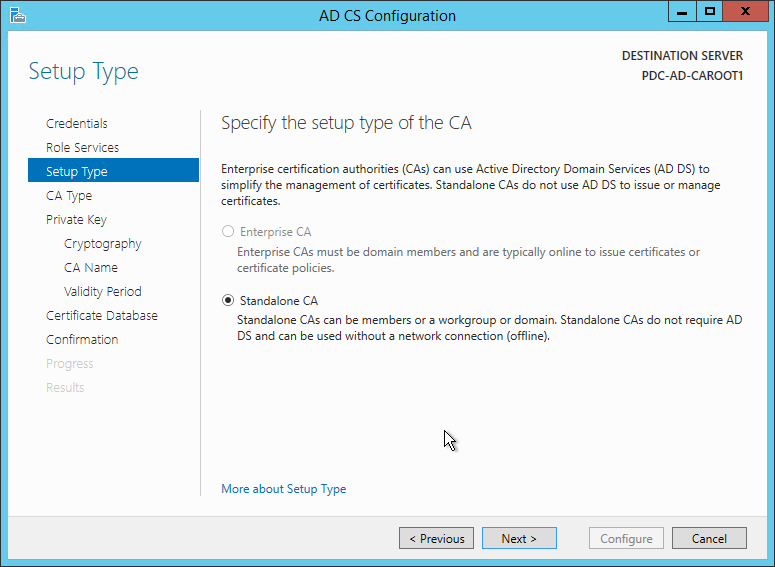 AD CS Configuration
Setup Type
DESTINATION SERVER
PDC-AD-CAROOT1
Credentials
Role Services
Setup Type
CA Type
Private Key
Cryptography
CA Name
Validity Period
Certificate Database
Confirmation
Progress
Results
Specify the setup type of the CA
Enterprise certification authorities (CAs) can use Active Directory Domain Services (AD DS) to
simplify the management of certificates. Standalone CAs do not use AD DS to issue or manage
certificates.
Enterprise CA
Enterprise CAs must be domain members and are typically online to issue certificates or
certificate policies.
Standalone CA
Standalone CAs can be members or a workgroup or domain. Standalone CAs do not require AD
DS and can be used without a network connection (offline).
More about Setup Type
< Previous
Next >
Configure
Cancel